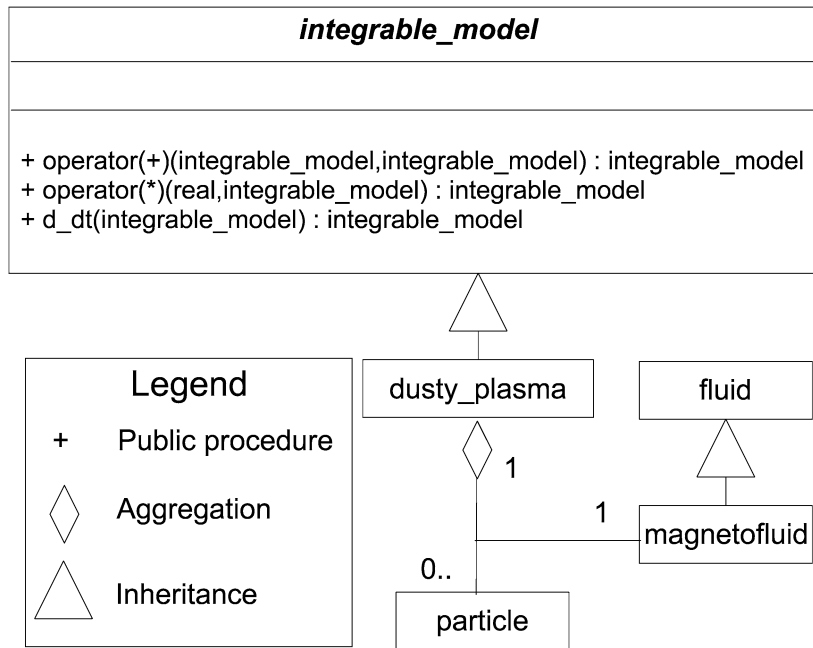 integrable_model
+ operator(+)(integrable_model,integrable_model) : integrable_model
+ operator(*)(real,integrable_model) : integrable_model
+ d_dt(integrable_model) : integrable_model
Legend
+ Public procedure
Aggregation
Inheritance
dusty_plasma
fluid
1
1
magnetofluid
0..
particle